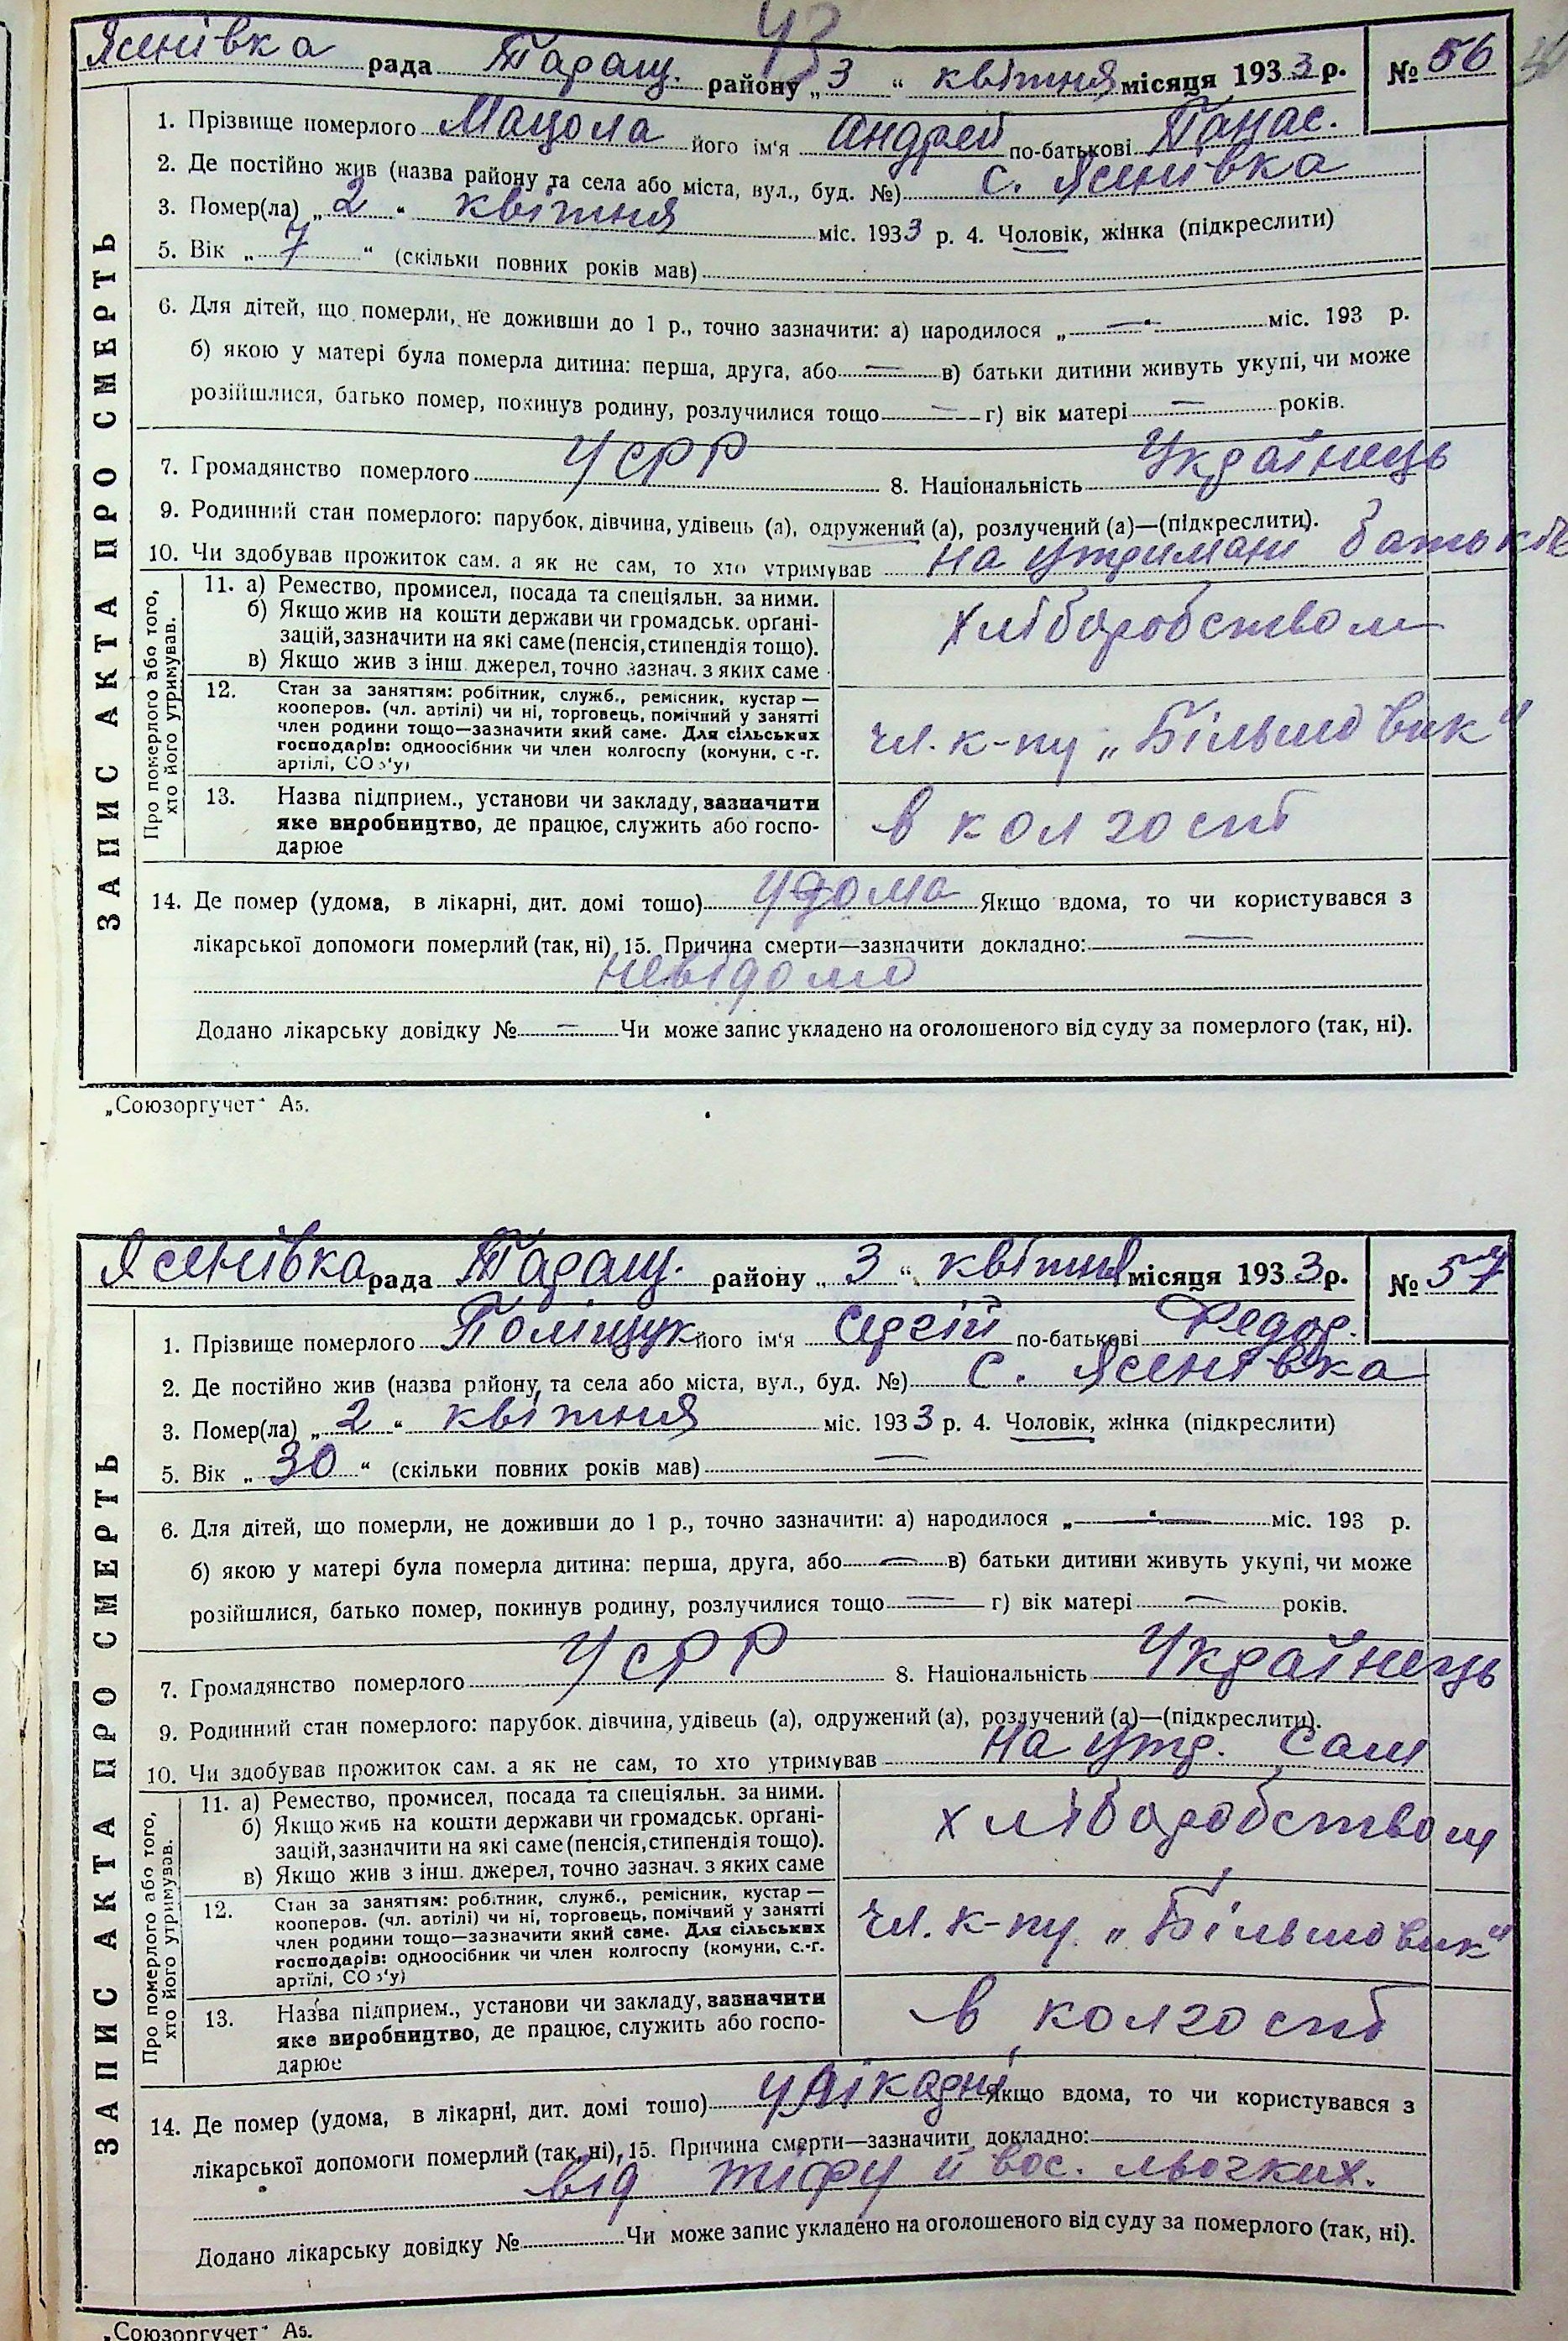 43
Ясенівка рада Таращ. району „3“ квітня місяця 1933 р. № 56
1. Прізвище померлого Мацола його ім'я Андрей по-батькові Панас.
2. Де постійно жив (назва району та села або міста, вул., буд. №) с. Ясенівка
3. Помер(ла) „2“ квітня міс. 1933 р. 4. Чоловік, жінка (підкреслити)
5. Вік „7“ (скільки повних років мав)
6. Для дітей, що померли, не доживши до 1 р., точно зазначити: а) народилося „—“ міс. 193 р.
б) якою у матері була померла дитина: перша, друга, або — в) батьки дитини живуть укупі, чи може
розійшлися, батько помер, покинув родину, розлучилися тощо — г) вік матері — років.
7. Громадянство померлого УСРР 8. Національність Українець
9. Родинний стан померлого: парубок, дівчина, удівець (а), одружений (а), розлучений (а)—(підкреслити).
10. Чи здобував прожиток сам, а як не сам, то хто утримував на утримані батьків
ЗАПИС АКТА ПРО СМЕРТЬ
Про померлого або того, хто його утримував.
11. а) Ремество, промисел, посада та спеціяльн. за ними.
б) Якщо жив на кошти держави чи громадськ. орґані-
зацій, зазначити на які саме (пенсія, стипендія тощо).
в) Якщо жив з інш. джерел, точно зазнач. з яких саме
хліборобством
12. Стан за заняттям: робітник, служб., ремісник, кустар—
кооперов. (чл. артілі) чи ні, торговець, помічний у занятті
член родини тощо—зазначити який саме. Для сільських
господарів: одноосібник чи член колгоспу (комуни, с.-г.
артілі, СОЗ'у)
чл. к-пу „Більшовик“
13. Назва підприєм., установи чи закладу, зазначити
яке виробництво, де працює, служить або госпо-
дарює
в колгоспі
14. Де помер (удома, в лікарні, дит. домі тощо) удома Якщо вдома, то чи користувався з
лікарської допомоги померлий (так, ні) 15. Причина смерти—зазначити докладно: —
невідомо
Додано лікарську довідку № — Чи може запис укладено на оголошеного від суду за померлого (так, ні).
„Союзоргучет“ А5.
Ясенівка рада Таращ. району „3“ квітня місяця 1933 р. № 57
1. Прізвище померлого Поліщук його ім'я Сергій по-батькові Федор.
2. Де постійно жив (назва району та села або міста, вул., буд. №) с. Ясенівка
3. Помер(ла) „2“ квітня міс. 1933 р. 4. Чоловік, жінка (підкреслити)
5. Вік „30“ (скільки повних років мав) —
6. Для дітей, що померли, не доживши до 1 р., точно зазначити: а) народилося „—“ міс. 193 р.
б) якою у матері була померла дитина: перша, друга, або — в) батьки дитини живуть укупі, чи може
розійшлися, батько помер, покинув родину, розлучилися тощо — г) вік матері — років.
7. Громадянство померлого УСРР 8. Національність Українець
9. Родинний стан померлого: парубок, дівчина, удівець (а), одружений (а), розлучений (а)—(підкреслити).
10. Чи здобував прожиток сам, а як не сам, то хто утримував на утр. сам
ЗАПИС АКТА ПРО СМЕРТЬ
Про померлого або того, хто його утримував.
11. а) Ремество, промисел, посада та спеціяльн. за ними.
б) Якщо жив на кошти держави чи громадськ. орґані-
зацій, зазначити на які саме (пенсія, стипендія тощо).
в) Якщо жив з інш. джерел, точно зазнач. з яких саме
хліборобством
12. Стан за заняттям: робітник, служб., ремісник, кустар—
кооперов. (чл. артілі) чи ні, торговець, помічний у занятті
член родини тощо—зазначити який саме. Для сільських
господарів: одноосібник чи член колгоспу (комуни, с.-г.
артілі, СОЗ'у)
чл. к-пу „Більшовик“
13. Назва підприєм., установи чи закладу, зазначити
яке виробництво, де працює, служить або госпо-
дарює
в колгоспі
14. Де помер (удома, в лікарні, дит. домі тощо) у лікарні Якщо вдома, то чи користувався з
лікарської допомоги померлий (так, ні), 15. Причина смерти—зазначити докладно:
від тіфу й вос. льогких.
Додано лікарську довідку № Чи може запис укладено на оголошеного від суду за померлого (так, ні).
„Союзоргучет“ А5.